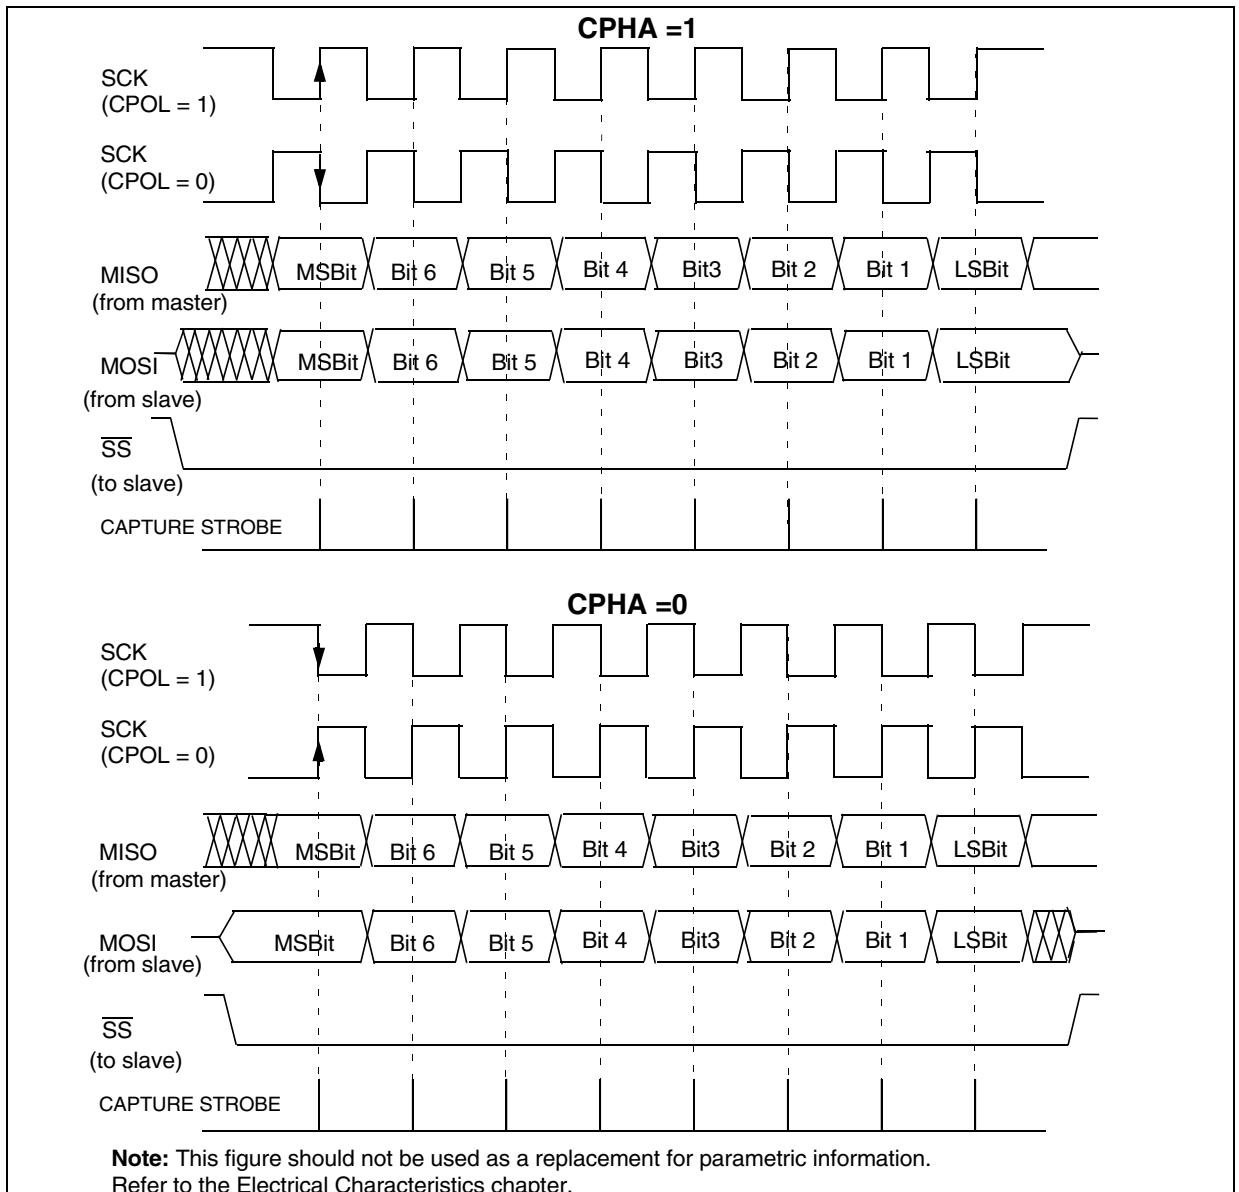 CPHA =1
SCK
(CPOL = 1)
SCK
(CPOL = 0)
MISO
(from master)
MSBit Bit 6 Bit 5 Bit 4 Bit3 Bit 2 Bit 1 LSBit
MOSI
(from slave)
MSBit Bit 6 Bit 5 Bit 4 Bit3 Bit 2 Bit 1 LSBit
SS
(to slave)
CAPTURE STROBE
CPHA =0
SCK
(CPOL = 1)
SCK
(CPOL = 0)
MISO
(from master)
MSBit Bit 6 Bit 5 Bit 4 Bit3 Bit 2 Bit 1 LSBit
MOSI
(from slave)
MSBit Bit 6 Bit 5 Bit 4 Bit3 Bit 2 Bit 1 LSBit
SS
(to slave)
CAPTURE STROBE
Note: This figure should not be used as a replacement for parametric information.
Refer to the Electrical Characteristics chapter.